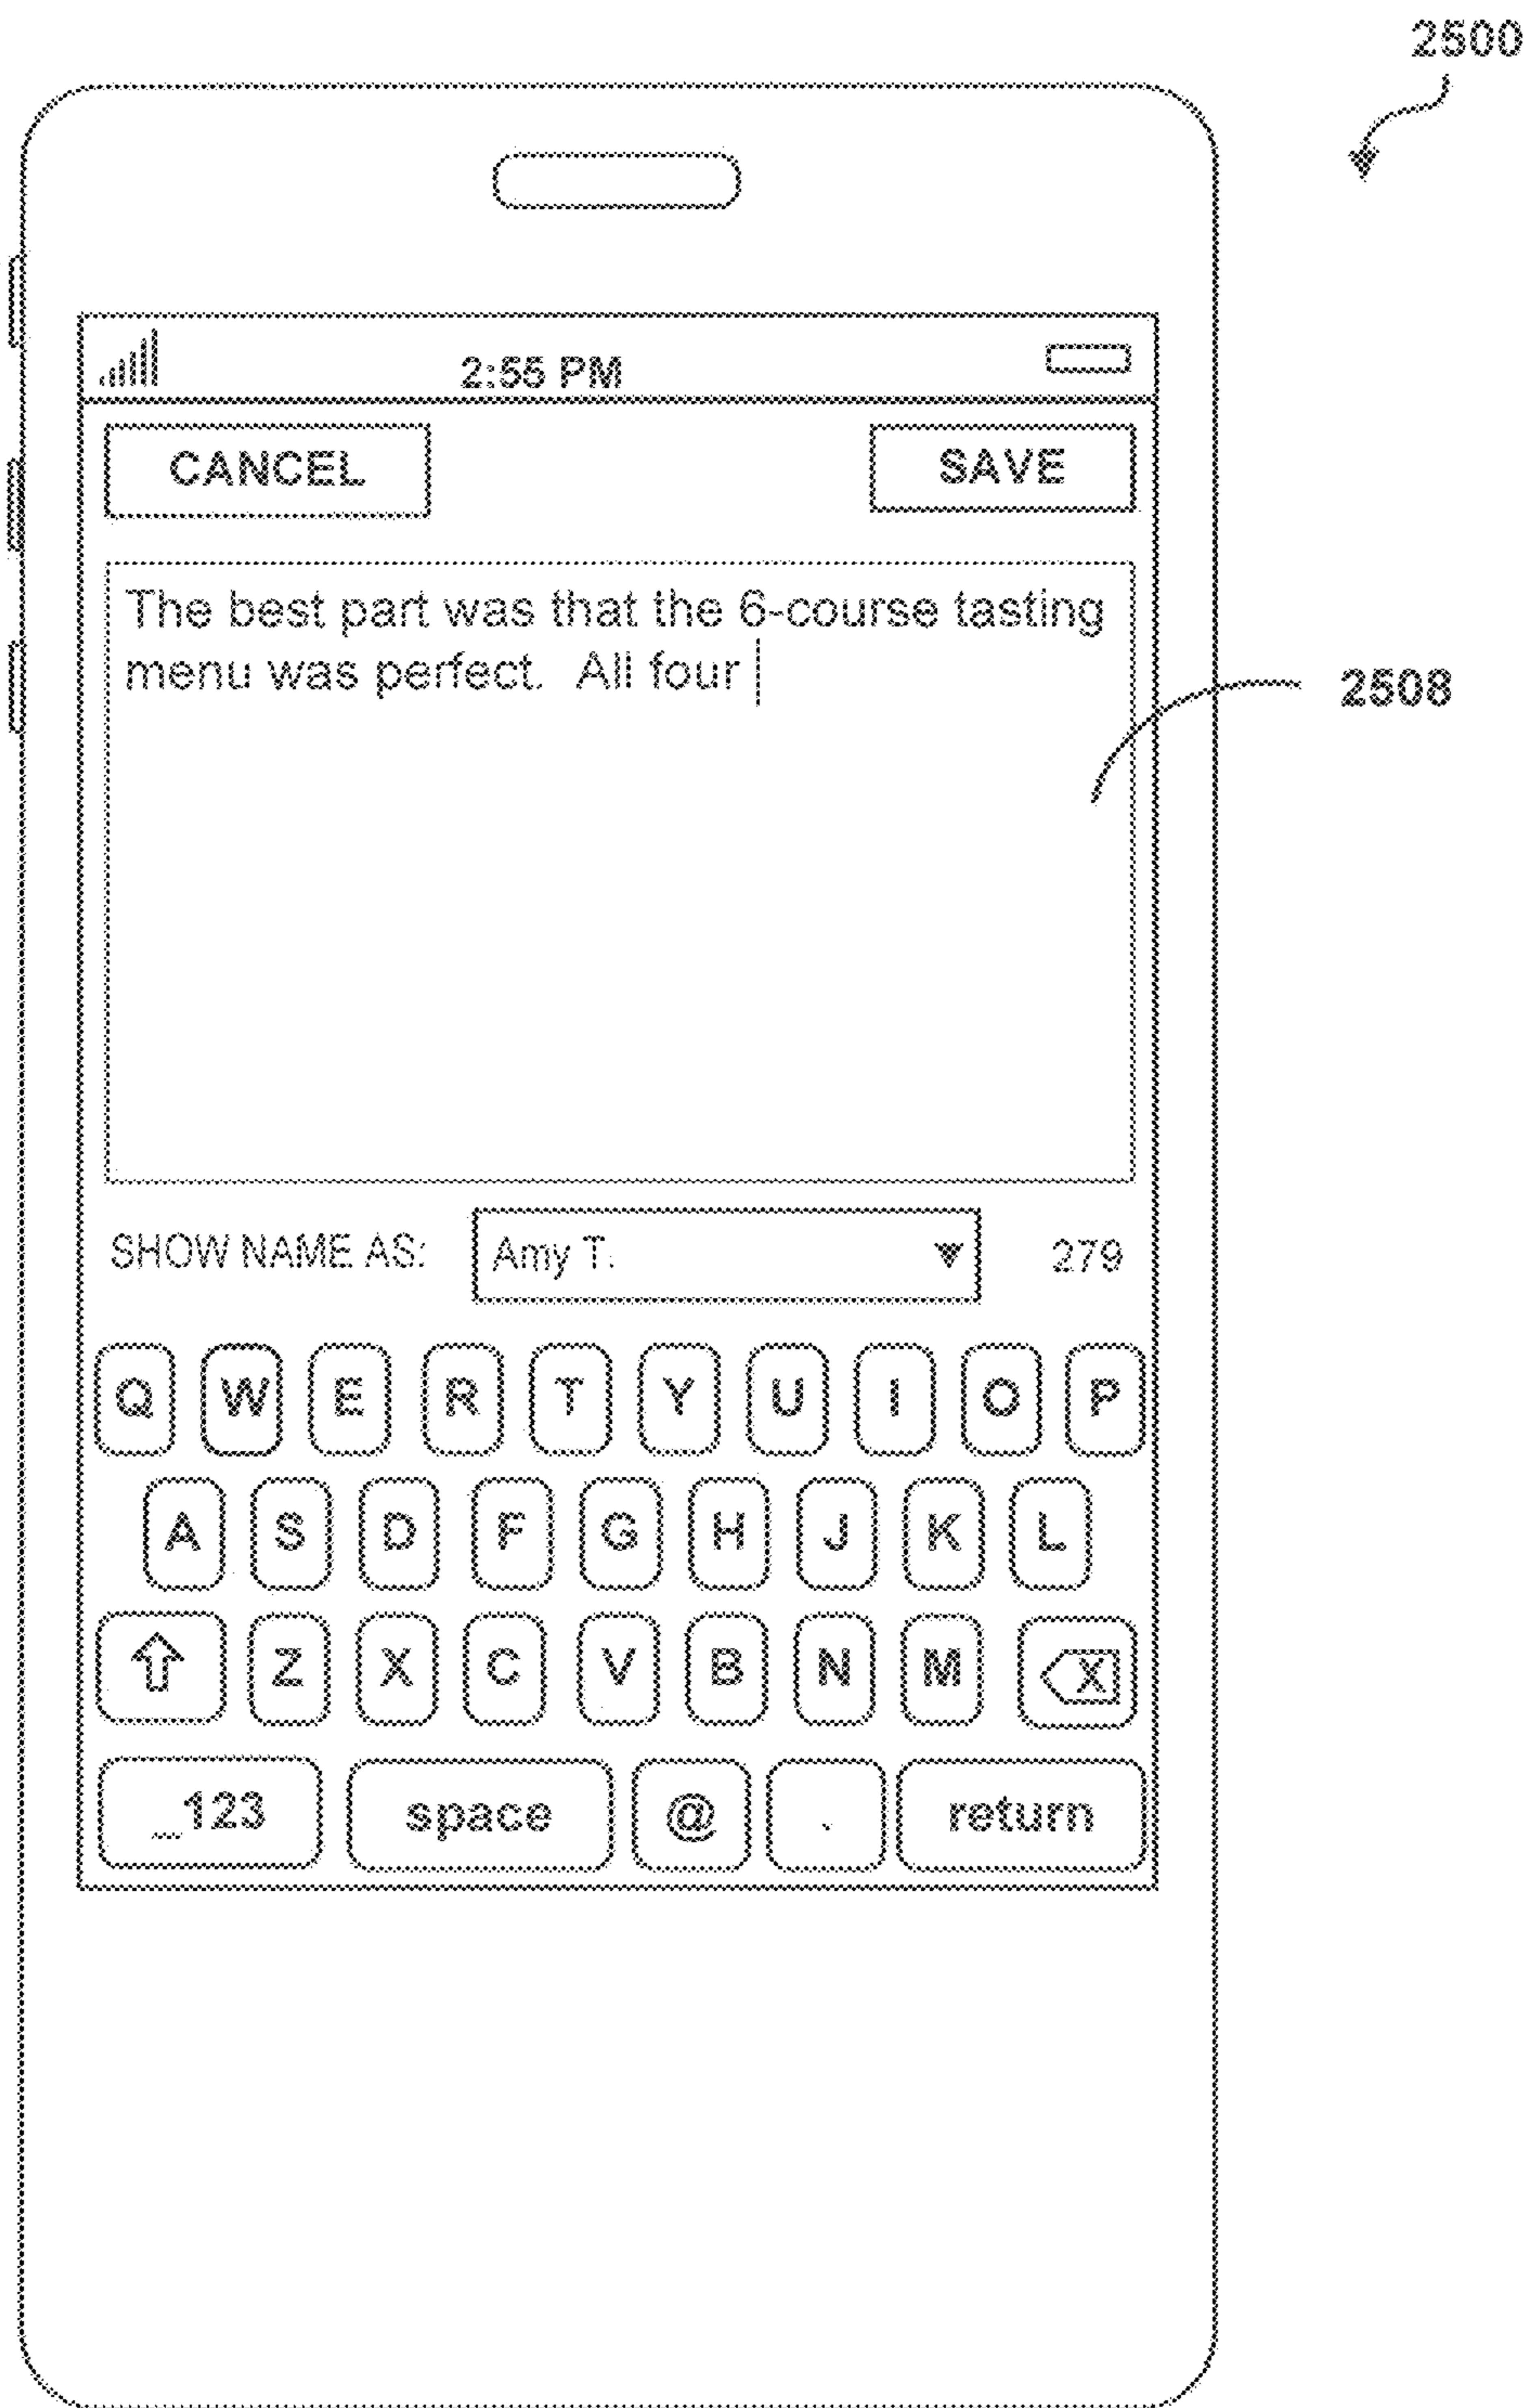 2500
2:55 PM
CANCEL
SAVE
The best part was that the 6-course tasting
menu was perfect.  All four
2508
SHOW NAME AS:
Amy T.
279
Q W E R T Y U I O P
A S D F G H J K L
Z X C V B N M X
_123 space @ . return